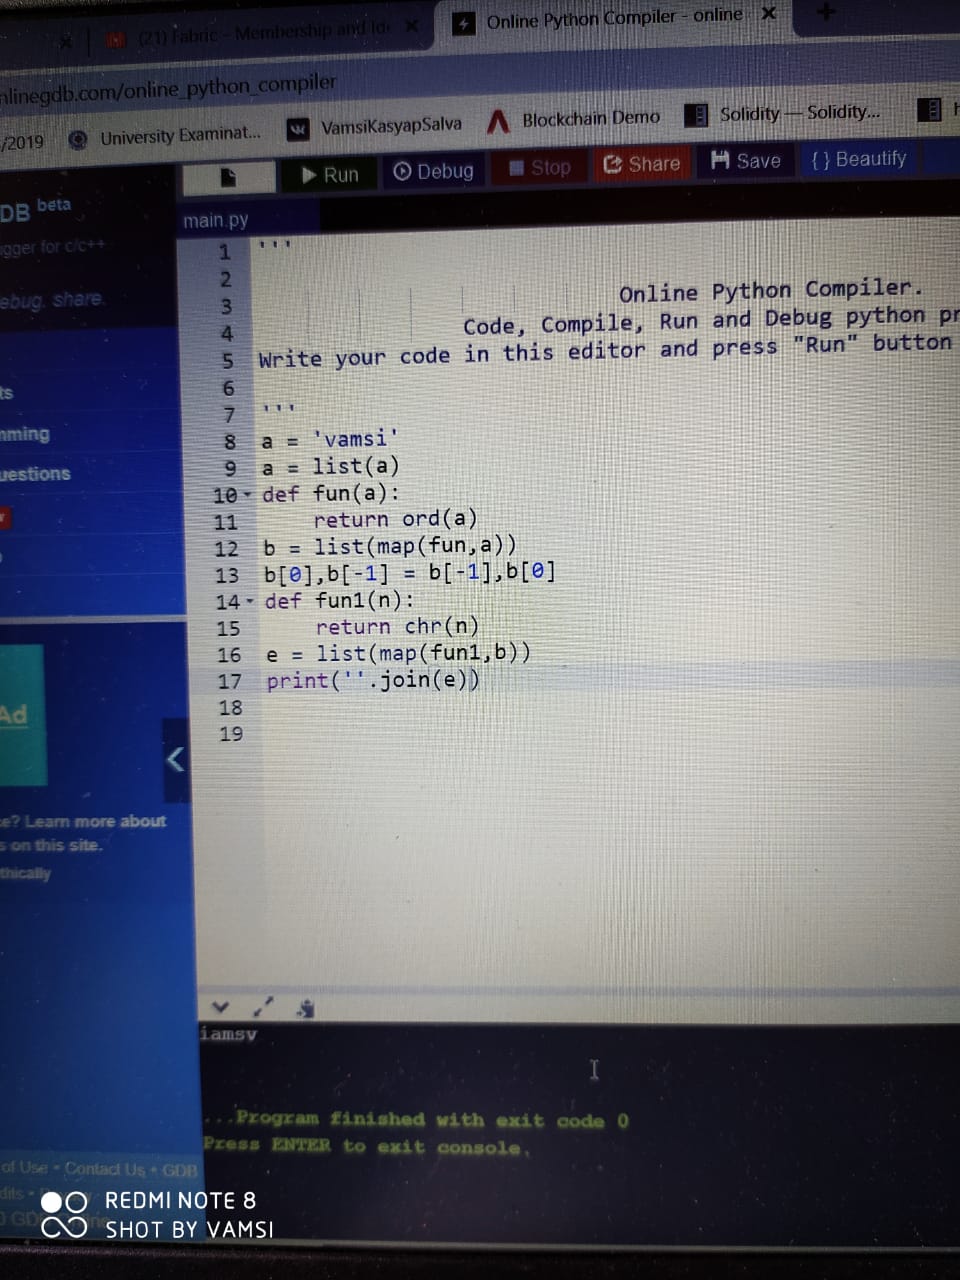 (21) Fabric - Membership and Ide
Online Python Compiler - online
nlinegdb.com/online_python_compiler
/2019
University Examinat...
VamsiKasyapSalva
Blockchain Demo
Solidity — Solidity...
Run
Debug
Stop
Share
Save
{} Beautify
DB beta
ugger for c/c++
ebug. share.
ts
mming
uestions
Ad
ce? Learn more about
s on this site.
thically
main.py
1 '''
2
3 Online Python Compiler.
4 Code, Compile, Run and Debug python pr
5 Write your code in this editor and press "Run" button
6
7 '''
8 a = 'vamsi'
9 a = list(a)
10 def fun(a):
11 return ord(a)
12 b = list(map(fun,a))
13 b[0],b[-1] = b[-1],b[0]
14 def fun1(n):
15 return chr(n)
16 e = list(map(fun1,b))
17 print(''.join(e))
18
19
iamsv
...Program finished with exit code 0
Press ENTER to exit console.
of Use • Contact Us • GDB
REDMI NOTE 8
SHOT BY VAMSI